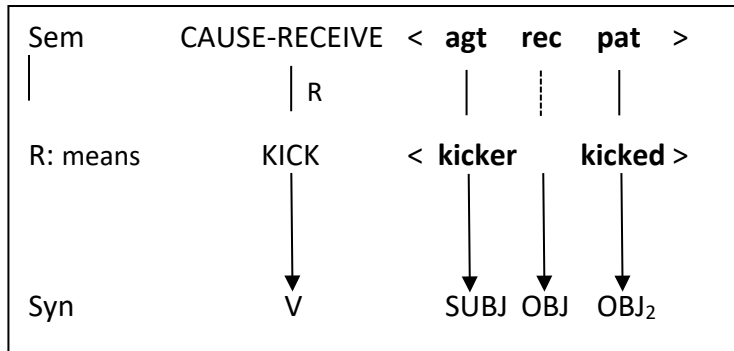 Sem CAUSE-RECEIVE < agt rec pat >
R
R: means KICK < kicker kicked >
Syn V SUBJ OBJ OBJ₂